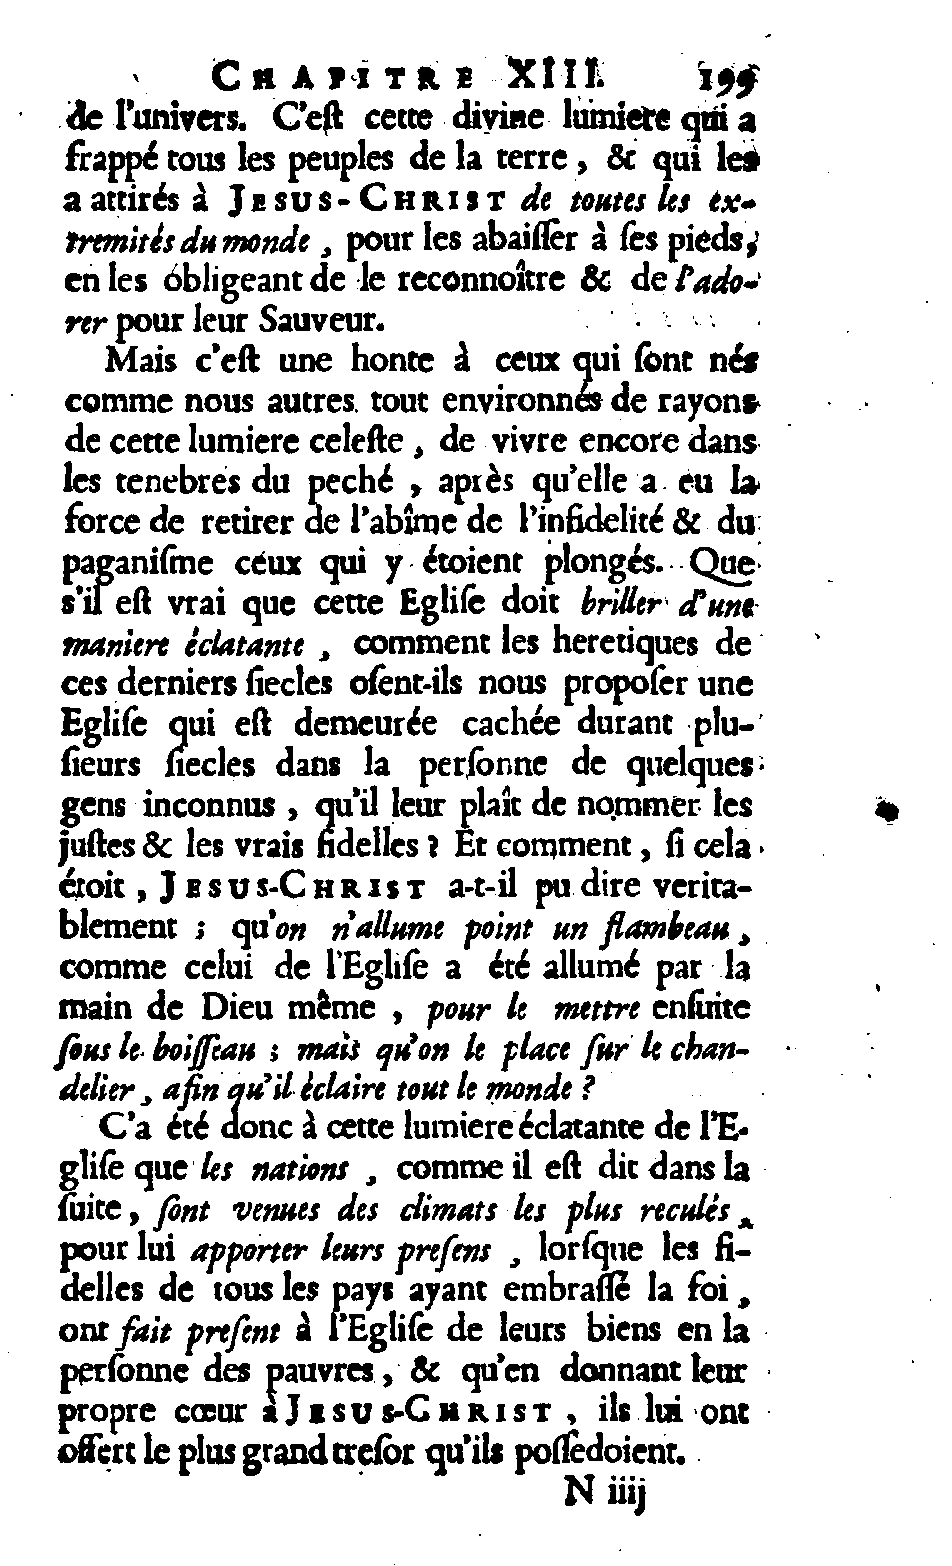 CHAPITRE XIII. 199
de l'univers. C'eſt cette divine lumiere qui a
frappé tous les peuples de la terre, & qui les
a attirés à JESUS-CHRIST de toutes les ex-
tremités du monde, pour les abaiſſer à ſes pieds,
en les obligeant de le reconnoître & de l'ado-
rer pour leur Sauveur.
Mais c'eſt une honte à ceux qui ſont nés
comme nous autres tout environnés de rayons
de cette lumiere celeſte, de vivre encore dans
les tenebres du peché, après qu'elle a eu la
force de retirer de l'abîme de l'infidelité & du
paganiſme ceux qui y étoient plongés. Que
s'il eſt vrai que cette Egliſe doit briller d'une
maniere éclatante, comment les heretiques de
ces derniers ſiecles oſent-ils nous propoſer une
Egliſe qui eſt demeurée cachée durant plu-
ſieurs ſiecles dans la perſonne de quelques
gens inconnus, qu'il leur plaît de nommer les
juſtes & les vrais fidelles? Et comment, ſi cela
étoit, JESUS-CHRIST a-t-il pu dire verita-
blement; qu'on n'allume point un flambeau,
comme celui de l'Egliſe a été allumé par la
main de Dieu même, pour le mettre enſuite
ſous le boiſſeau; mais qu'on le place ſur le chan-
delier, afin qu'il éclaire tout le monde?
C'a été donc à cette lumiere éclatante de l'E-
gliſe que les nations, comme il eſt dit dans la
ſuite, ſont venues des climats les plus reculés,
pour lui apporter leurs preſens, lorſque les fi-
delles de tous les pays ayant embraſſé la foi,
ont fait preſent à l'Egliſe de leurs biens en la
perſonne des pauvres, & qu'en donnant leur
propre cœur à JESUS-CHRIST, ils lui ont
offert le plus grand treſor qu'ils poſſedoient.
N iiij